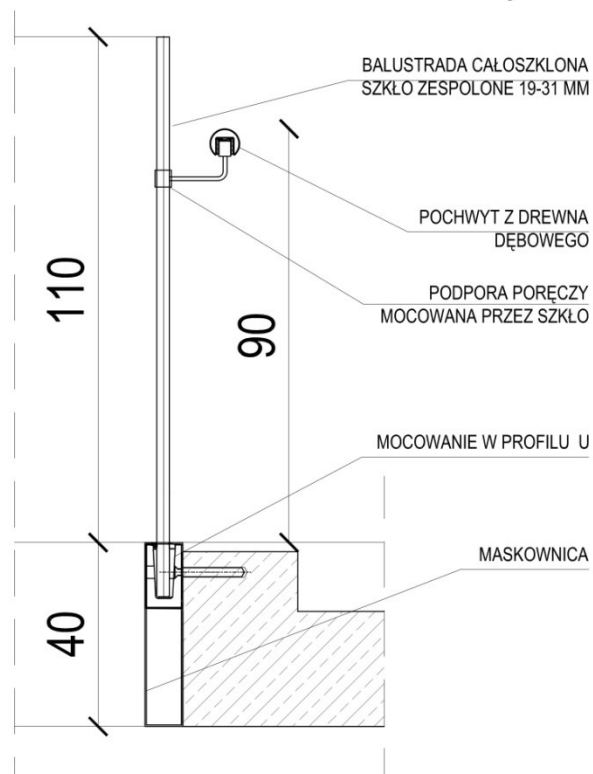 BALUSTRADA CAŁOSZKLONA
SZKŁO ZESPOLONE 19-31 MM
POCHWYT Z DREWNA
DĘBOWEGO
110
90
PODPORA PORĘCZY
MOCOWANA PRZEZ SZKŁO
MOCOWANIE W PROFILU U
MASKOWNICA
40